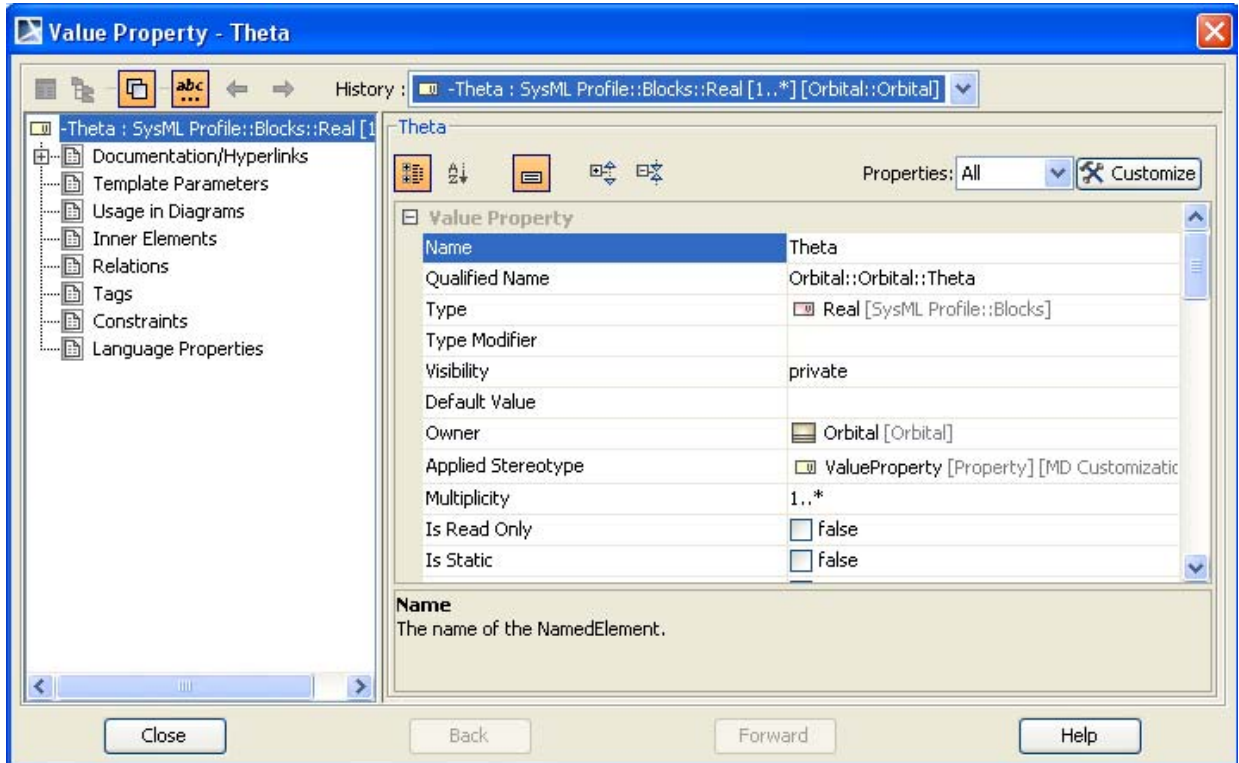 Value Property - Theta
abc
History : -Theta : SysML Profile::Blocks::Real [1..*] [Orbital::Orbital]
-Theta : SysML Profile::Blocks::Real [1
Documentation/Hyperlinks
Template Parameters
Usage in Diagrams
Inner Elements
Relations
Tags
Constraints
Language Properties
Theta
Properties: All Customize
Value Property
Name Theta
Qualified Name Orbital::Orbital::Theta
Type Real [SysML Profile::Blocks]
Type Modifier
Visibility private
Default Value
Owner Orbital [Orbital]
Applied Stereotype ValueProperty [Property] [MD Customizatic
Multiplicity 1..*
Is Read Only false
Is Static false
Name
The name of the NamedElement.
Close Back Forward Help